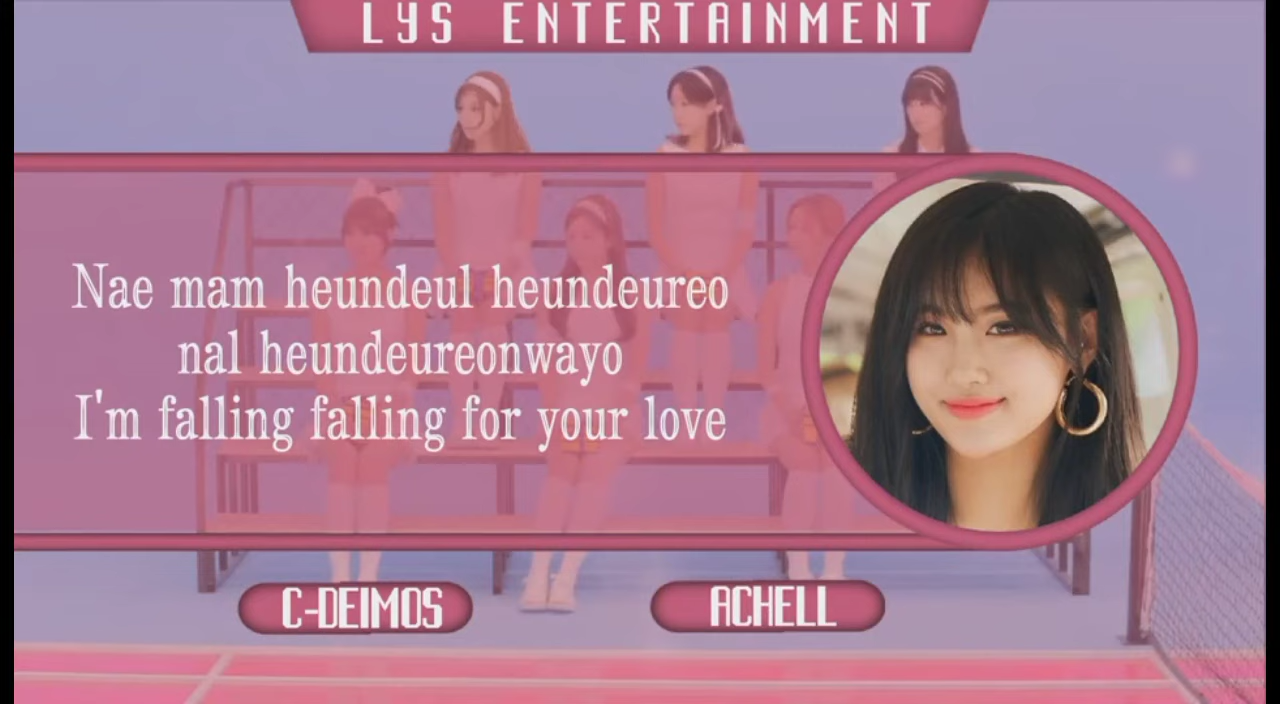 LYS ENTERTAINMENT
Nae mam heundeul heundeureo
nal heundeureonwayo
I'm falling falling for your love
C-DEIMOS
ACHELL